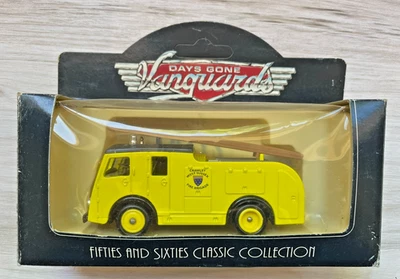 DAYS GONE
Vanguards
FIFTIES AND SIXTIES CLASSIC COLLECTION